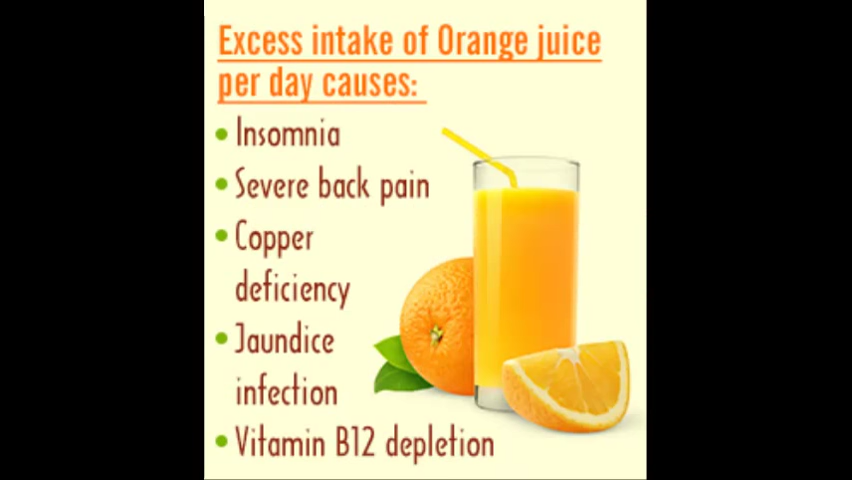 Excess intake of Orange juice
per day causes:
• Insomnia
• Severe back pain
• Copper
deficiency
• Jaundice
infection
• Vitamin B12 depletion